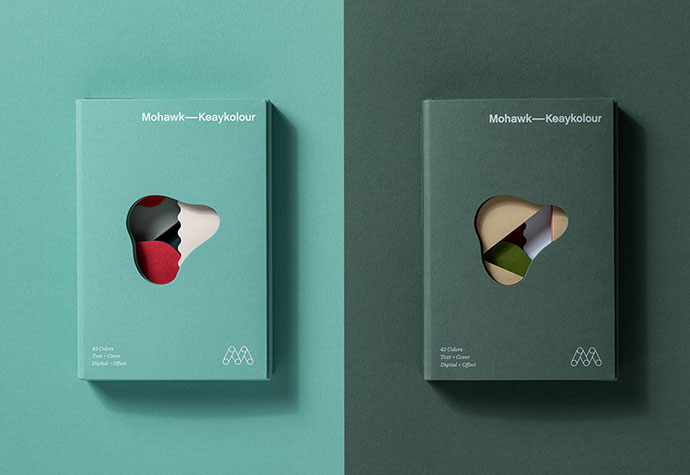 Mohawk—Keaykolour
43 Colors
Text + Cover
Digital + Offset
Mohawk—Keaykolour
43 Colors
Text + Cover
Digital + Offset